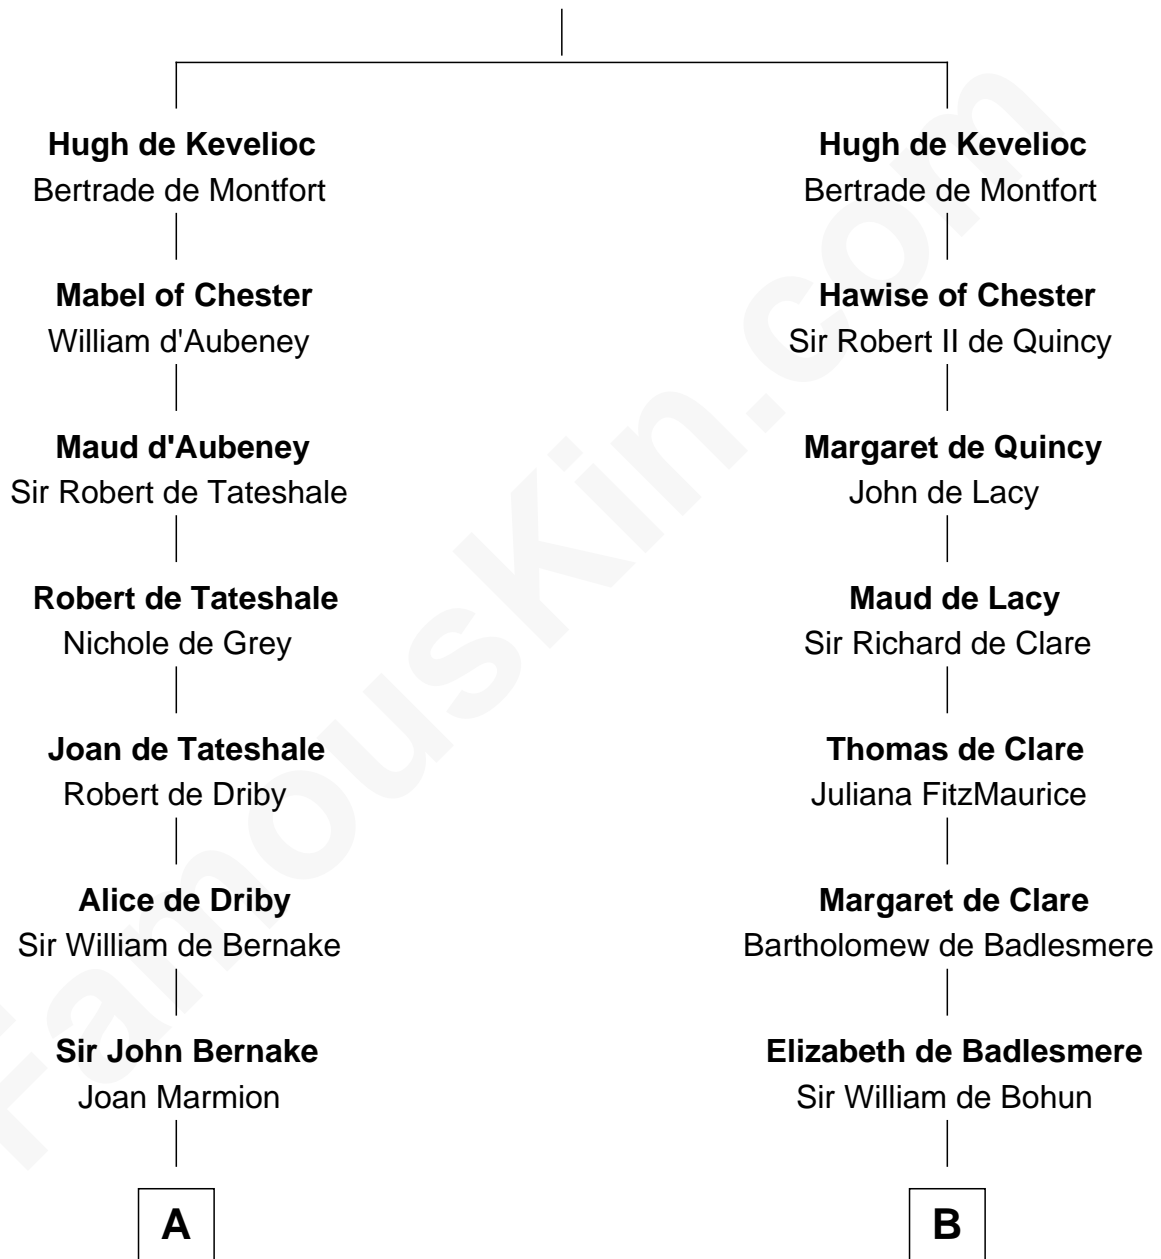 Hugh de Kevelioc
Bertrade de Montfort
Mabel of Chester
William d'Aubeney
Maud d'Aubeney
Sir Robert de Tateshale
Robert de Tateshale
Nichole de Grey
Joan de Tateshale
Robert de Driby
Alice de Driby
Sir William de Bernake
Sir John Bernake
Joan Marmion
A
Hugh de Kevelioc
Bertrade de Montfort
Hawise of Chester
Sir Robert II de Quincy
Margaret de Quincy
John de Lacy
Maud de Lacy
Sir Richard de Clare
Thomas de Clare
Juliana FitzMaurice
Margaret de Clare
Bartholomew de Badlesmere
Elizabeth de Badlesmere
Sir William de Bohun
B
FamousKin.com